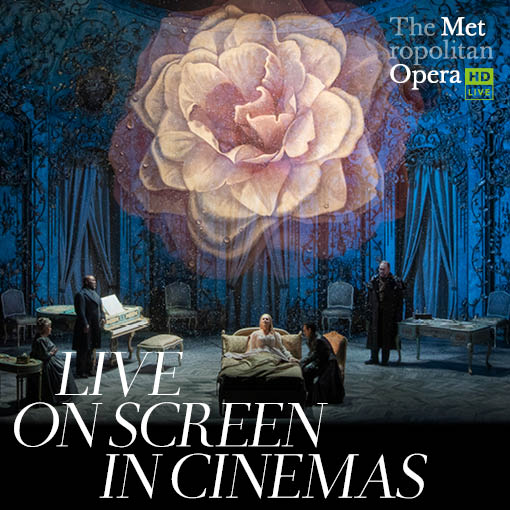 The Met
ropolitan
Opera HD
LIVE
LIVE
ON SCREEN
IN CINEMAS